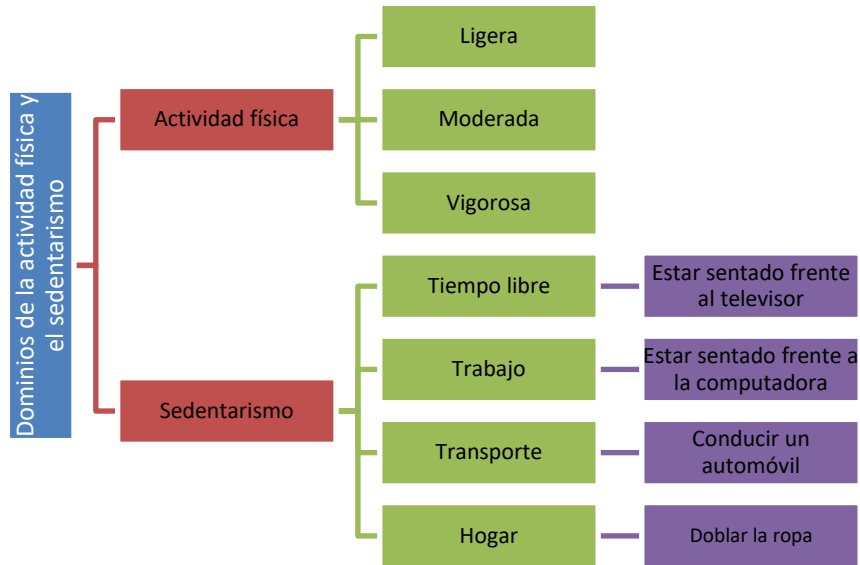 Dominios de la actividad física y
el sedentarismo
Actividad física
Ligera
Moderada
Vigorosa
Sedentarismo
Tiempo libre
Estar sentado frente
al televisor
Trabajo
Estar sentado frente a
la computadora
Transporte
Conducir un
automóvil
Hogar
Doblar la ropa